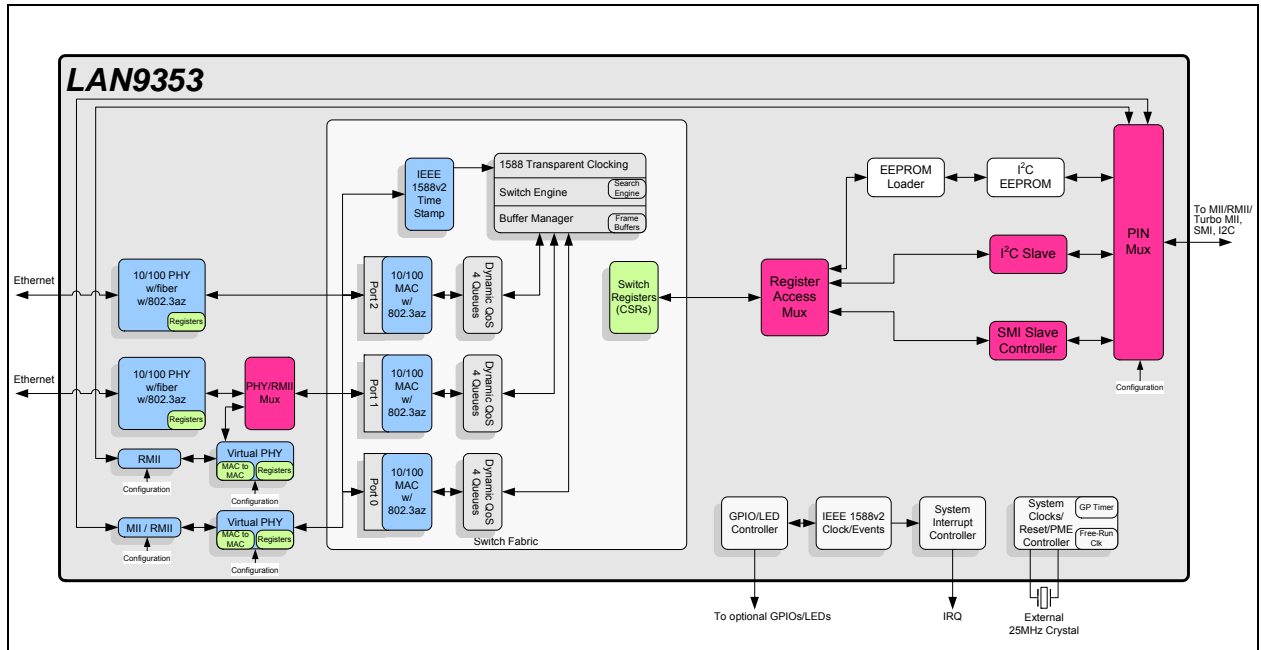 LAN9353
IEEE
1588v2
Time
Stamp
1588 Transparent Clocking
Switch Engine
Search
Engine
Buffer Manager
Frame
Buffers
EEPROM
Loader
I²C
EEPROM
To MII/RMII/
Turbo MII,
SMI, I2C
PIN
Mux
Ethernet
10/100 PHY
w/fiber
w/802.3az
Registers
Port 2
10/100
MAC
w/
802.3az
Dynamic QoS
4 Queues
Switch
Registers
(CSRs)
Register
Access
Mux
I²C Slave
SMI Slave
Controller
Configuration
Ethernet
10/100 PHY
w/fiber
w/802.3az
Registers
PHY/RMII
Mux
Port 1
10/100
MAC
w/
802.3az
Dynamic QoS
4 Queues
RMII
Configuration
Virtual PHY
MAC to
MAC
Registers
Configuration
Port 0
10/100
MAC
w/
802.3az
Dynamic QoS
4 Queues
MII / RMII
Configuration
Virtual PHY
MAC to
MAC
Registers
Configuration
Switch Fabric
GPIO/LED
Controller
IEEE 1588v2
Clock/Events
System
Interrupt
Controller
System
Clocks/
Reset/PME
Controller
GP Timer
Free-Run
Clk
To optional GPIOs/LEDs
IRQ
External
25MHz Crystal